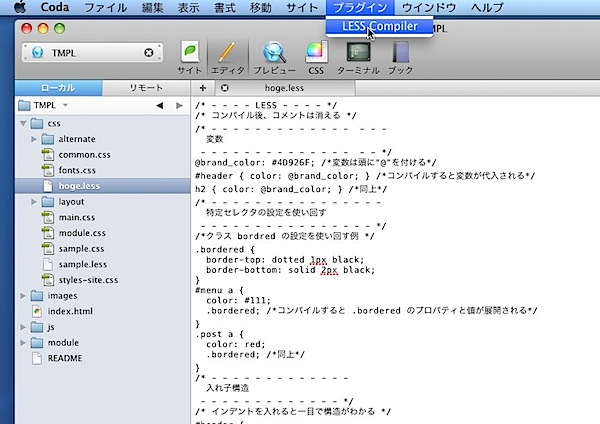 Coda ファイル 編集 表示 書式 移動 サイト プラグイン ウインドウ ヘルプ
LESS Compiler
TMPL
TMPL
サイト エディタ プレビュー CSS ターミナル ブック
ローカル リモート
hoge.less
TMPL
css
alternate
common.css
fonts.css
hoge.less
layout
main.css
module.css
sample.css
sample.less
styles-site.css
images
index.html
js
module
README
/* - - - - LESS - - - - */
/* コンパイル後、コメントは消える */
/* - - - - - - - - - - - - - - - -
変数
- - - - - - - - - - - - - - - - */
@brand_color: #4D926F; /*変数は頭に"@"を付ける*/
#header { color: @brand_color; } /*コンパイルすると変数が代入される*/
h2 { color: @brand_color; } /*同上*/
/* - - - - - - - - - - - - - - - -
特定セレクタの設定を使い回す
- - - - - - - - - - - - - - - - */
/*クラス bordred の設定を使い回す例 */
.bordered {
border-top: dotted 1px black;
border-bottom: solid 2px black;
}
#menu a {
color: #111;
.bordered; /*コンパイルすると .bordered のプロパティと値が展開される*/
}
.post a {
color: red;
.bordered; /*同上*/
}
/* - - - - - - - - - - - - -
入れ子構造
- - - - - - - - - - - - - */
/* インデントを入れると一目で構造がわかる */
#header {